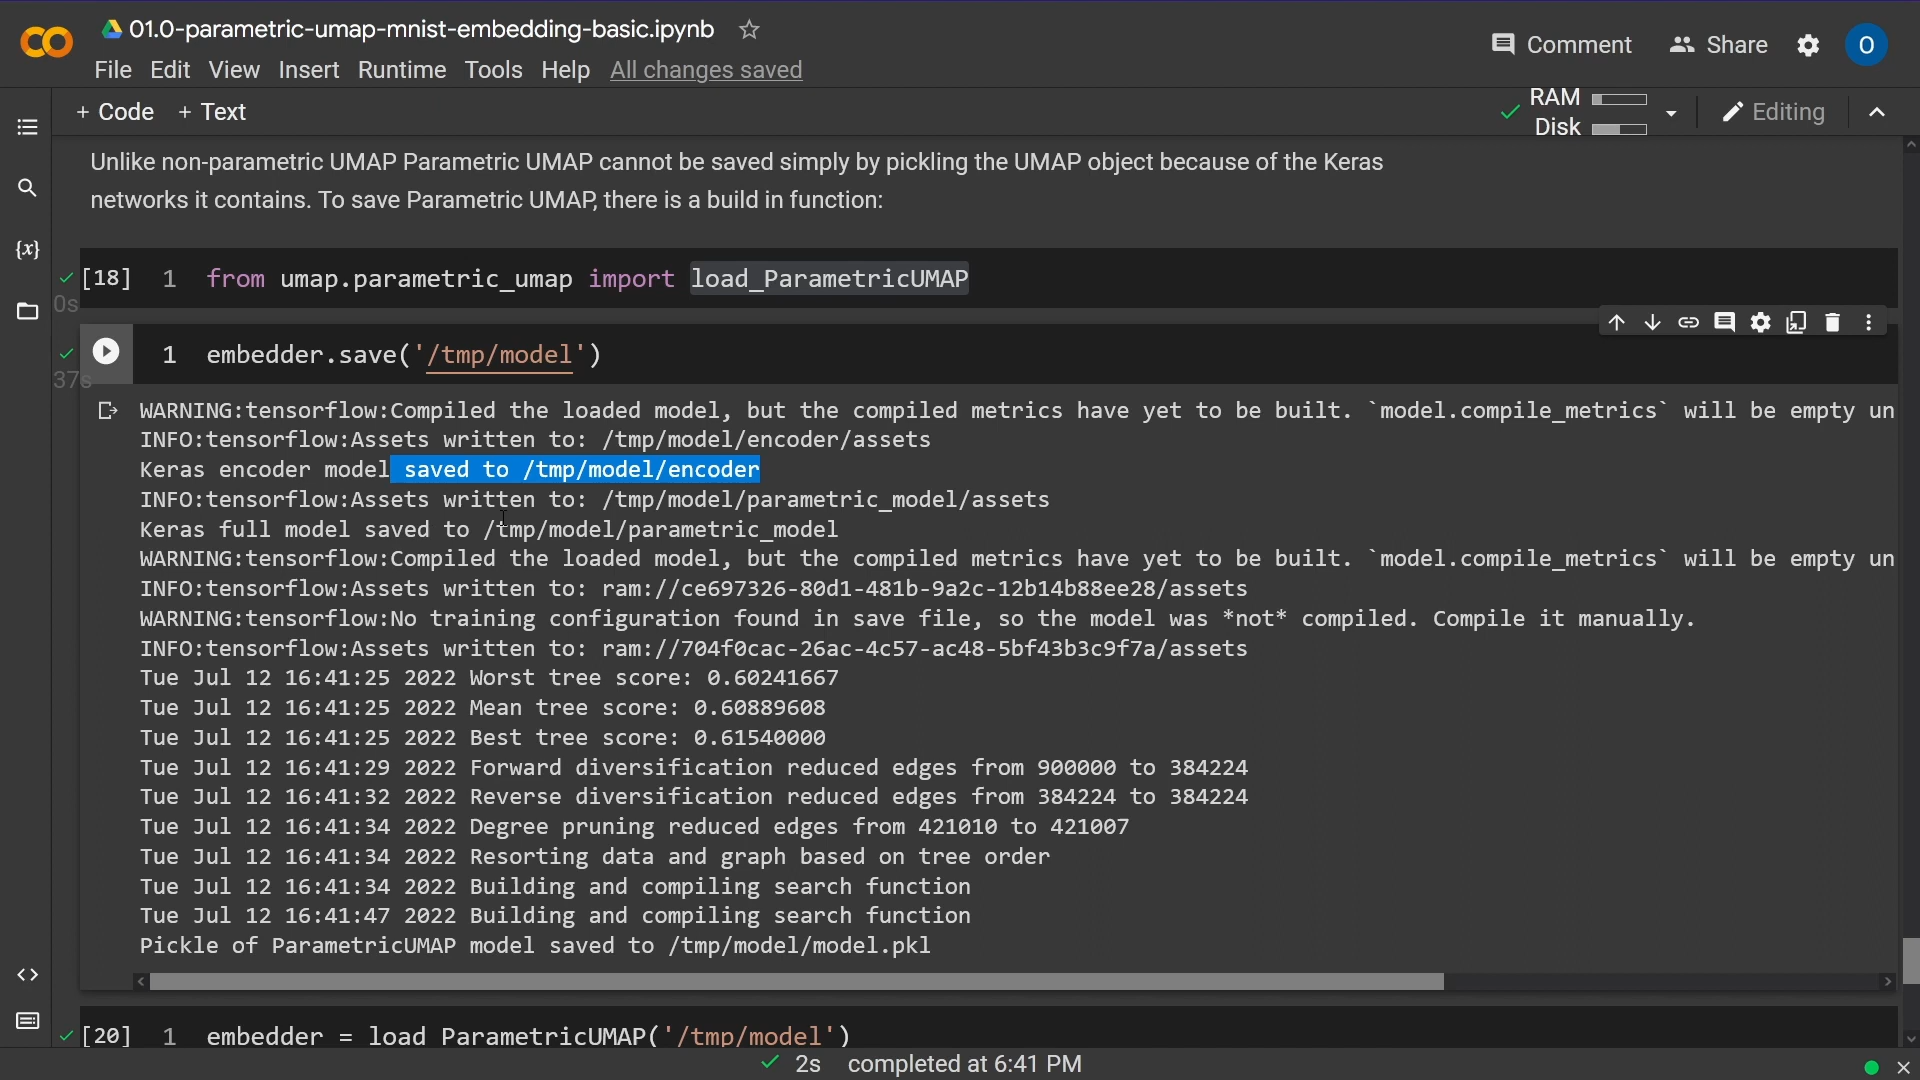 01.0-parametric-umap-mnist-embedding-basic.ipynb
Comment Share O
File Edit View Insert Runtime Tools Help All changes saved
+ Code + Text
RAM
Disk
Editing
Unlike non-parametric UMAP Parametric UMAP cannot be saved simply by pickling the UMAP object because of the Keras
networks it contains. To save Parametric UMAP, there is a build in function:
{x}
[18] 1 from umap.parametric_umap import load_ParametricUMAP
0s
1 embedder.save('/tmp/model')
37s
WARNING:tensorflow:Compiled the loaded model, but the compiled metrics have yet to be built. `model.compile_metrics` will be empty un
INFO:tensorflow:Assets written to: /tmp/model/encoder/assets
Keras encoder model saved to /tmp/model/encoder
INFO:tensorflow:Assets written to: /tmp/model/parametric_model/assets
Keras full model saved to /tmp/model/parametric_model
WARNING:tensorflow:Compiled the loaded model, but the compiled metrics have yet to be built. `model.compile_metrics` will be empty un
INFO:tensorflow:Assets written to: ram://ce697326-80d1-481b-9a2c-12b14b88ee28/assets
WARNING:tensorflow:No training configuration found in save file, so the model was *not* compiled. Compile it manually.
INFO:tensorflow:Assets written to: ram://704f0cac-26ac-4c57-ac48-5bf43b3c9f7a/assets
Tue Jul 12 16:41:25 2022 Worst tree score: 0.60241667
Tue Jul 12 16:41:25 2022 Mean tree score: 0.60889608
Tue Jul 12 16:41:25 2022 Best tree score: 0.61540000
Tue Jul 12 16:41:29 2022 Forward diversification reduced edges from 900000 to 384224
Tue Jul 12 16:41:32 2022 Reverse diversification reduced edges from 384224 to 384224
Tue Jul 12 16:41:34 2022 Degree pruning reduced edges from 421010 to 421007
Tue Jul 12 16:41:34 2022 Resorting data and graph based on tree order
Tue Jul 12 16:41:34 2022 Building and compiling search function
Tue Jul 12 16:41:47 2022 Building and compiling search function
Pickle of ParametricUMAP model saved to /tmp/model/model.pkl
[20] 1 embedder = load_ParametricUMAP('/tmp/model')
2s completed at 6:41 PM